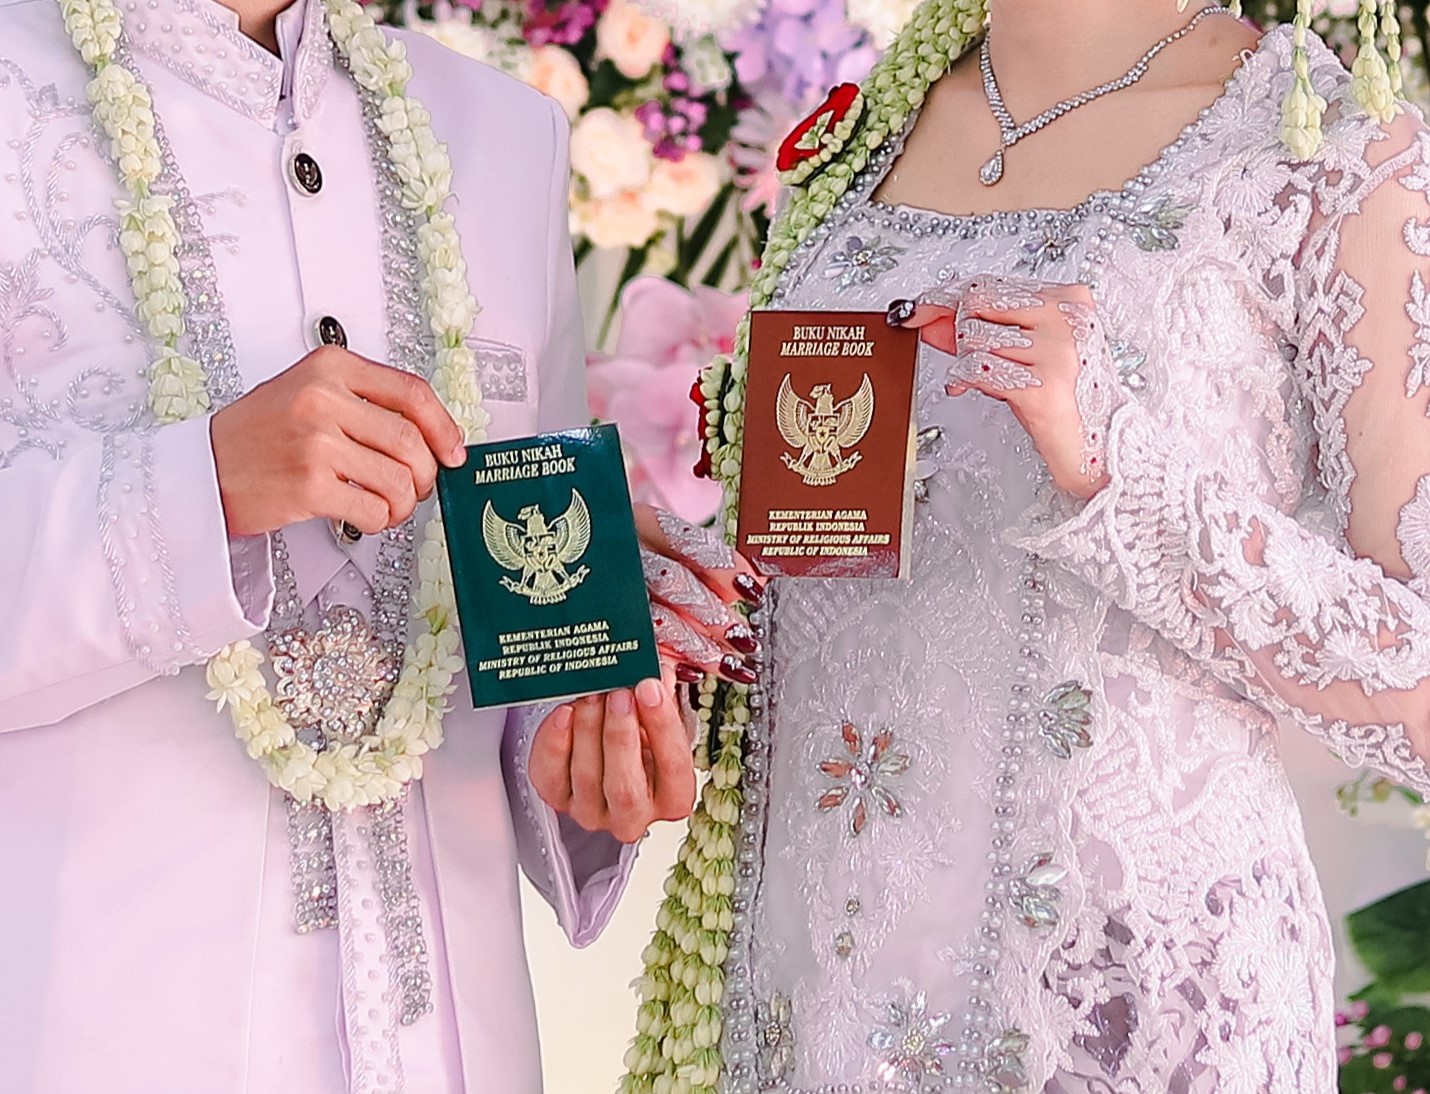 BUKU NIKAH
MARRIAGE BOOK
KEMENTERIAN AGAMA
REPUBLIK INDONESIA
MINISTRY OF RELIGIOUS AFFAIRS
REPUBLIC OF INDONESIA
BUKU NIKAH
MARRIAGE BOOK
KEMENTERIAN AGAMA
REPUBLIK INDONESIA
MINISTRY OF RELIGIOUS AFFAIRS
REPUBLIC OF INDONESIA